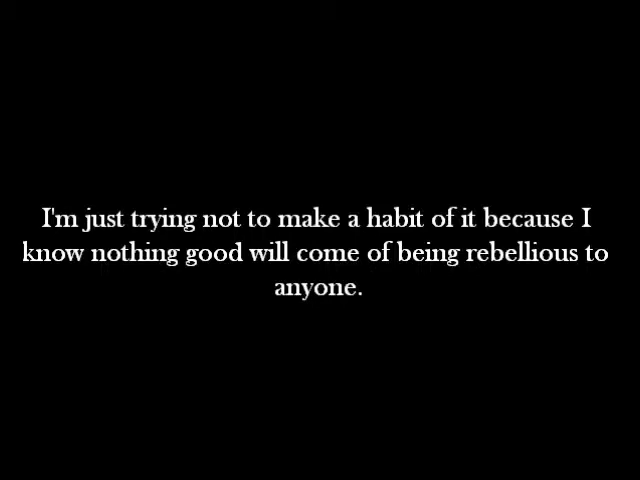 I'm just trying not to make a habit of it because I
know nothing good will come of being rebellious to
anyone.